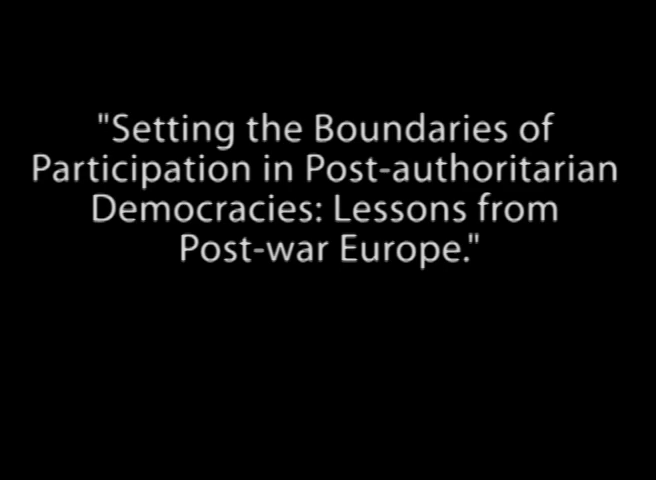 "Setting the Boundaries of
Participation in Post-authoritarian
Democracies: Lessons from
Post-war Europe."